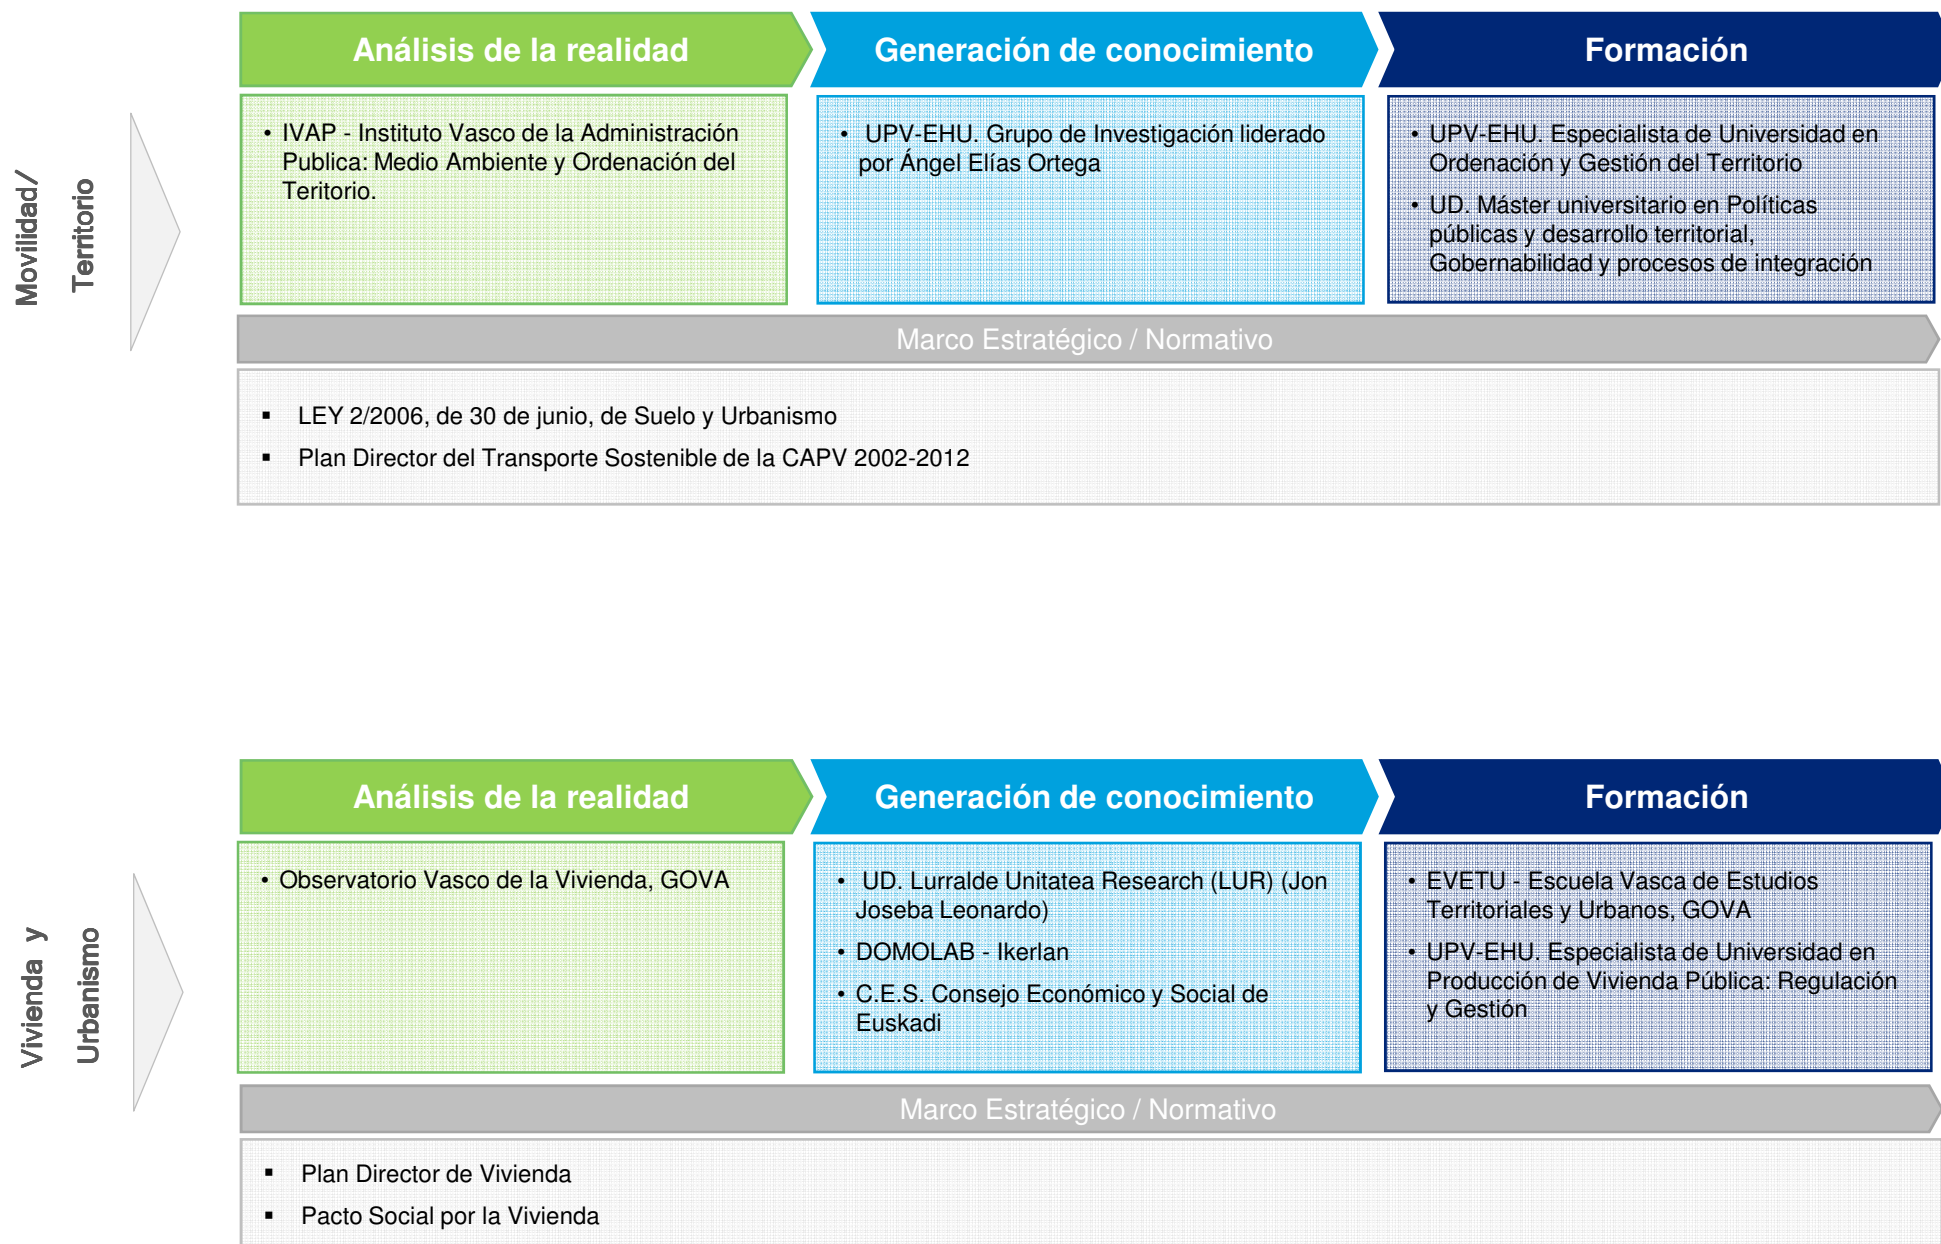 Movilidad/
Territorio
Análisis de la realidad
Generación de conocimiento
Formación
• IVAP - Instituto Vasco de la Administración
Publica: Medio Ambiente y Ordenación del
Teritorio.
• UPV-EHU. Grupo de Investigación liderado
por Ángel Elías Ortega
• UPV-EHU. Especialista de Universidad en
Ordenación y Gestión del Territorio
• UD. Máster universitario en Políticas
públicas y desarrollo territorial,
Gobernabilidad y procesos de integración
Marco Estratégico / Normativo
▪ LEY 2/2006, de 30 de junio, de Suelo y Urbanismo
▪ Plan Director del Transporte Sostenible de la CAPV 2002-2012
Vivienda y
Urbanismo
Análisis de la realidad
Generación de conocimiento
Formación
• Observatorio Vasco de la Vivienda, GOVA
• UD. Lurralde Unitatea Research (LUR) (Jon
Joseba Leonardo)
• DOMOLAB - Ikerlan
• C.E.S. Consejo Económico y Social de
Euskadi
• EVETU - Escuela Vasca de Estudios
Territoriales y Urbanos, GOVA
• UPV-EHU. Especialista de Universidad en
Producción de Vivienda Pública: Regulación
y Gestión
Marco Estratégico / Normativo
▪ Plan Director de Vivienda
▪ Pacto Social por la Vivienda